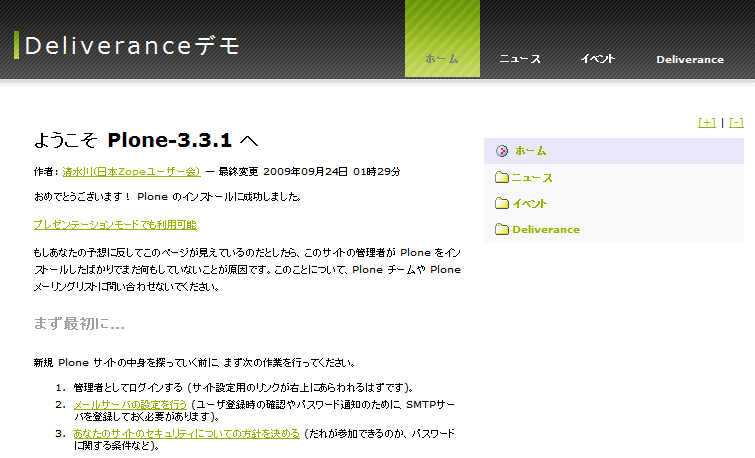 Deliveranceデモ
ホーム ニュース イベント Deliverance
[+] | [-]
ようこそ Plone-3.3.1 へ
作者: 清水川(日本Zopeユーザー会) — 最終変更 2009年09月24日 01時29分
おめでとうございます！ Plone のインストールに成功しました。
プレゼンテーションモードでも利用可能
もしあなたの予想に反してこのページが見えているのだとしたら、このサイトの管理者が Plone をイン
ストールしたばかりでまだ何もしていないことが原因です。このことについて、Plone チームや Plone
メーリングリストに問い合わせないでください。
まず最初に...
新規 Plone サイトの中身を探っていく前に、まず次の作業を行ってください。
1. 管理者としてログインする (サイト設定用のリンクが右上にあらわれるはずです)。
2. メールサーバの設定を行う (ユーザ登録時の確認やパスワード通知のために、SMTPサー
バを登録しておく必要があります)。
3. あなたのサイトのセキュリティについての方針を決める (だれが参加できるのか、パスワード
に関する条件など)。
ホーム
ニュース
イベント
Deliverance